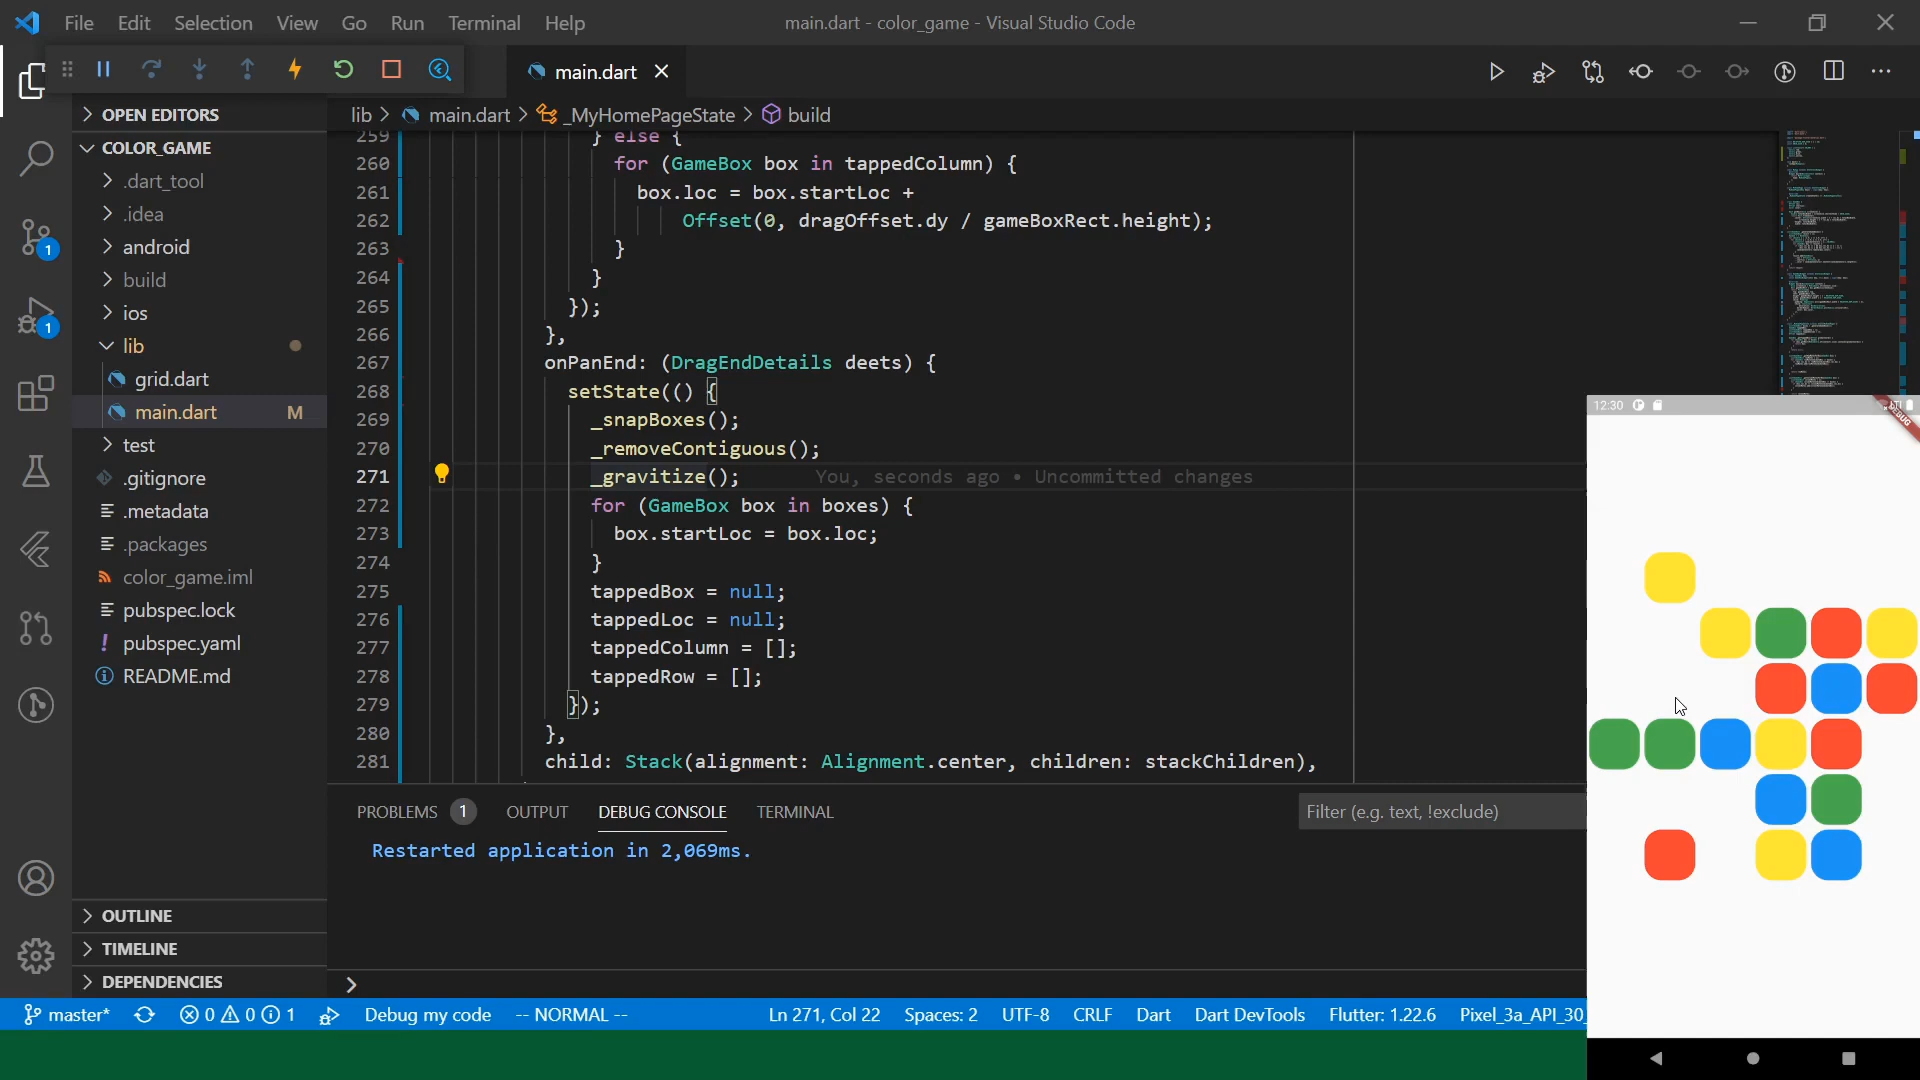 File Edit Selection View Go Run Terminal Help
main.dart - color_game - Visual Studio Code
main.dart
OPEN EDITORS
COLOR_GAME
.dart_tool
.idea
android
build
ios
lib
grid.dart
main.dart M
test
.gitignore
.metadata
.packages
color_game.iml
pubspec.lock
pubspec.yaml
README.md
OUTLINE
TIMELINE
DEPENDENCIES
1
1
lib > main.dart > _MyHomePageState > build
259 } else {
260 for (GameBox box in tappedColumn) {
261 box.loc = box.startLoc +
262 Offset(0, dragOffset.dy / gameBoxRect.height);
263 }
264 }
265 });
266 },
267 onPanEnd: (DragEndDetails deets) {
268 setState(() {
269 _snapBoxes();
270 _removeContiguous();
271 _gravitize(); You, seconds ago • Uncommitted changes
272 for (GameBox box in boxes) {
273 box.startLoc = box.loc;
274 }
275 tappedBox = null;
276 tappedLoc = null;
277 tappedColumn = [];
278 tappedRow = [];
279 });
280 },
281 child: Stack(alignment: Alignment.center, children: stackChildren),
PROBLEMS 1 OUTPUT DEBUG CONSOLE TERMINAL
Filter (e.g. text, !exclude)
Restarted application in 2,069ms.
>
12:30
master* 0 0 1 Debug my code -- NORMAL -- Ln 271, Col 22 Spaces: 2 UTF-8 CRLF Dart Dart DevTools Flutter: 1.22.6 Pixel_3a_API_30_